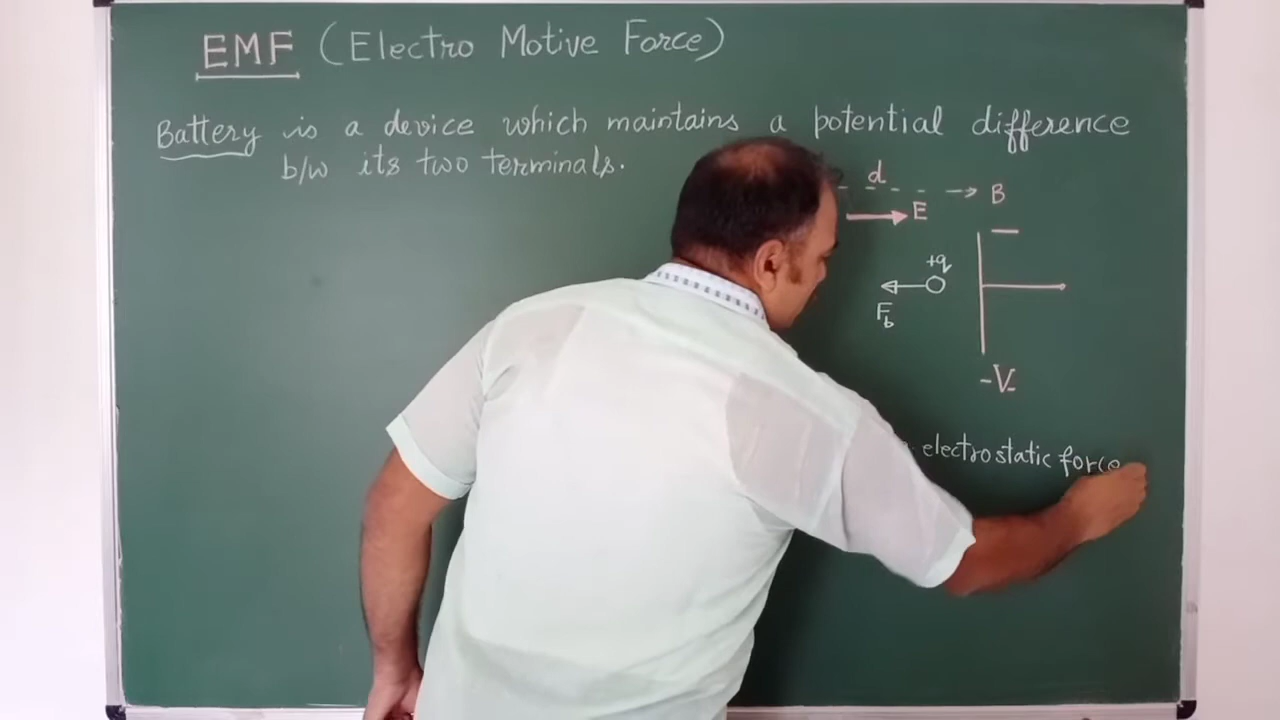 EMF (Electro Motive Force)
Battery is a device which maintains a potential difference
b/w its two terminals.
d
B
E
+q
F_b
-V
electrostatic force